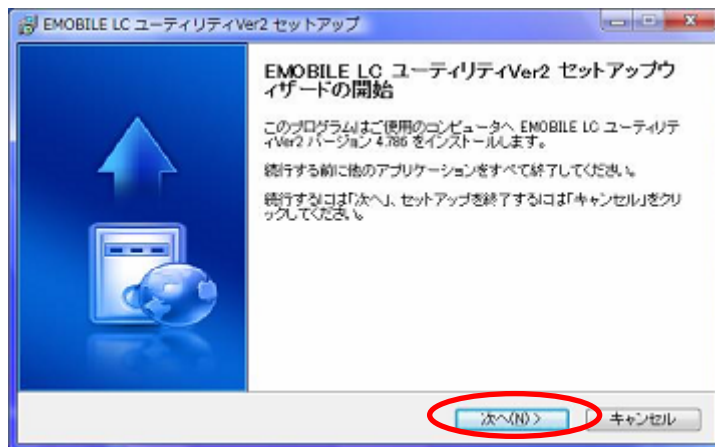 EMOBILE LC ユーティリティVer2 セットアップ
EMOBILE LC ユーティリティVer2 セットアップウ
ィザードの開始
このプログラムはご使用のコンピュータへ EMOBILE LC ユーティリテ
ィVer2 バージョン 4.786 をインストールします。
続行する前に他のアプリケーションをすべて終了してください。
続行するには「次へ」、セットアップを終了するには「キャンセル」をクリ
ックしてください。
次へ(N) >
キャンセル